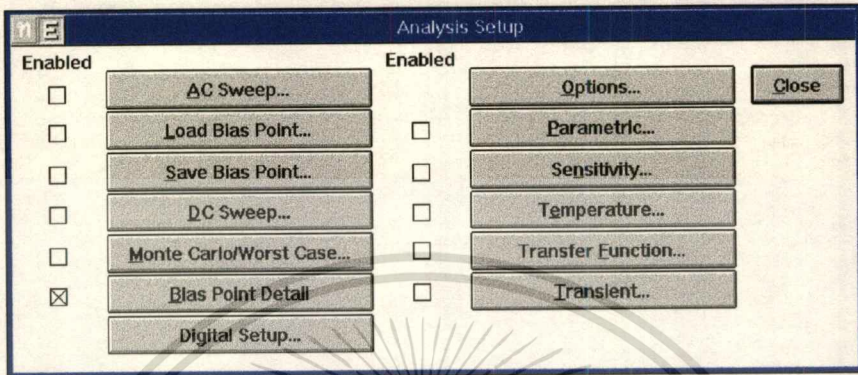 Analysis Setup
Enabled
AC Sweep...
Load Bias Point...
Save Bias Point...
DC Sweep...
Monte Carlo/Worst Case...
Bias Point Detail
Digital Setup...
Enabled
Options...
Parametric...
Sensitivity...
Temperature...
Transfer Function...
Transient...
Close